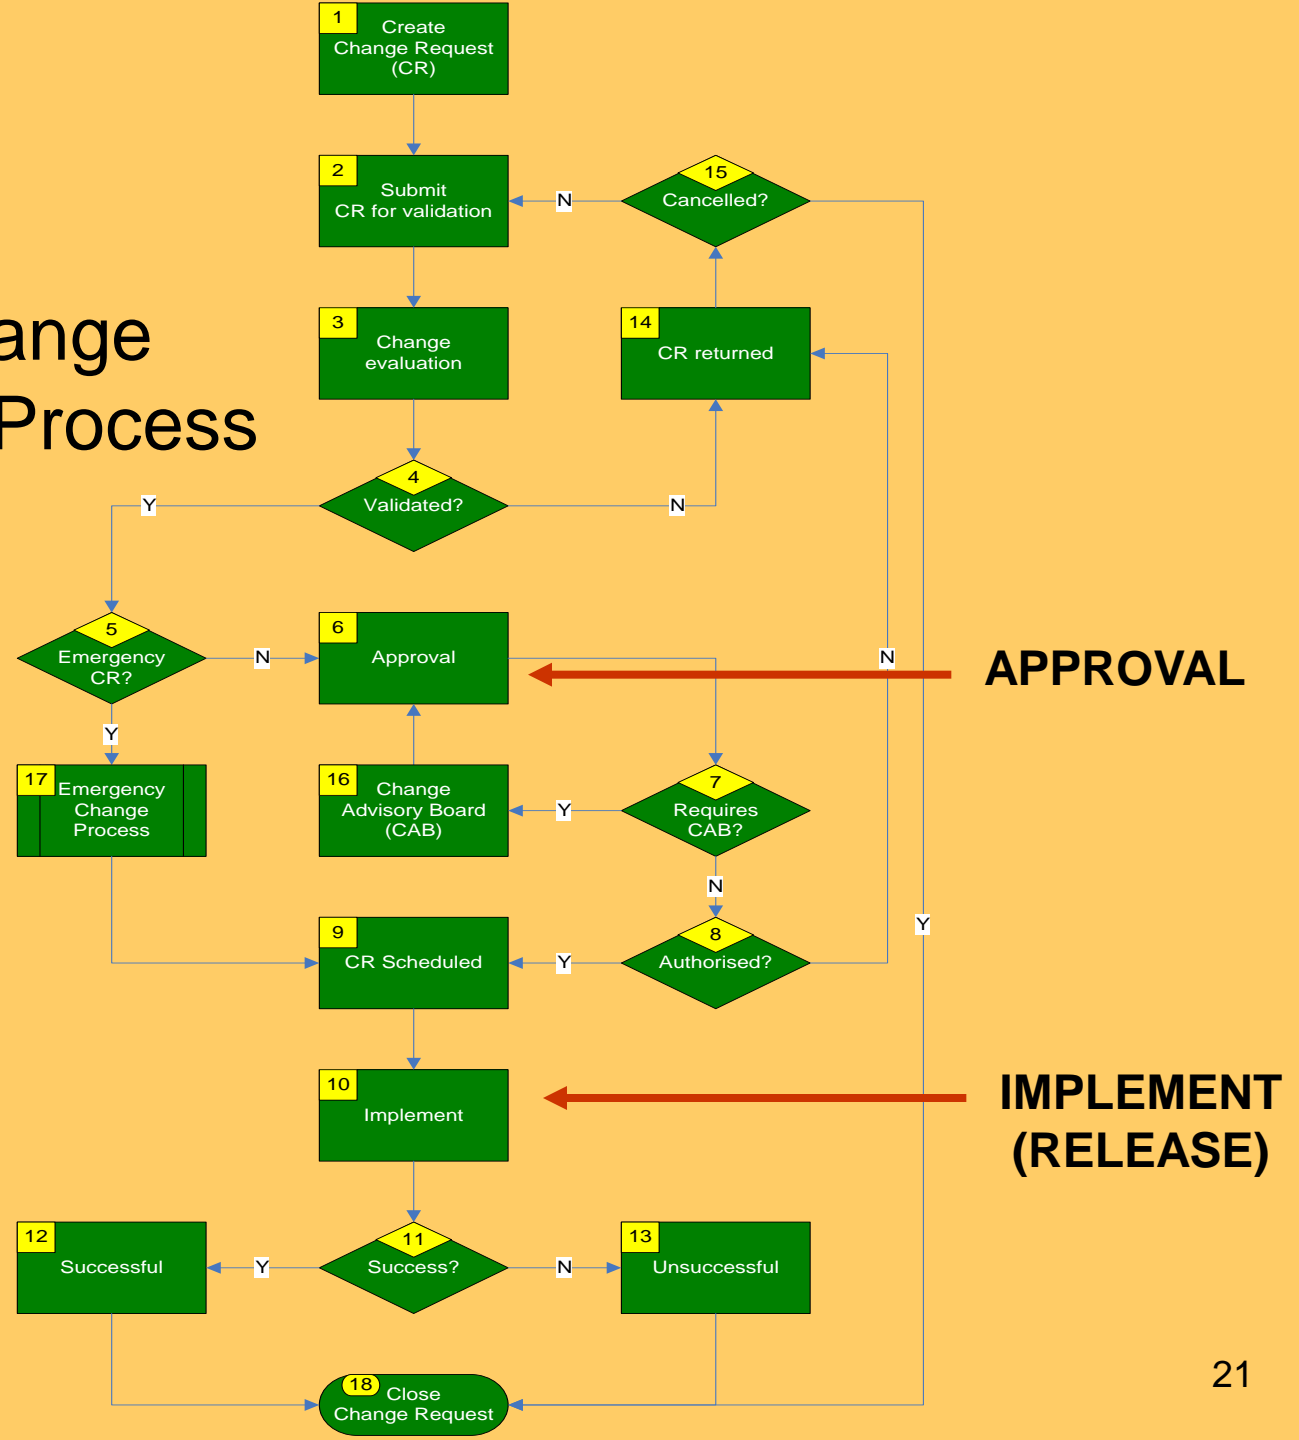 1
Create
Change Request
(CR)
2
Submit
CR for validation
N
15
Cancelled?
3
Change
evaluation
14
CR returned
ange
Process
4
Validated?
Y
N
5
Emergency
CR?
N
6
Approval
N
APPROVAL
Y
17
Emergency
Change
Process
16
Change
Advisory Board
(CAB)
Y
7
Requires
CAB?
N
9
CR Scheduled
Y
8
Authorised?
Y
10
Implement
IMPLEMENT
(RELEASE)
12
Successful
Y
11
Success?
N
13
Unsuccessful
18
Close
Change Request
21